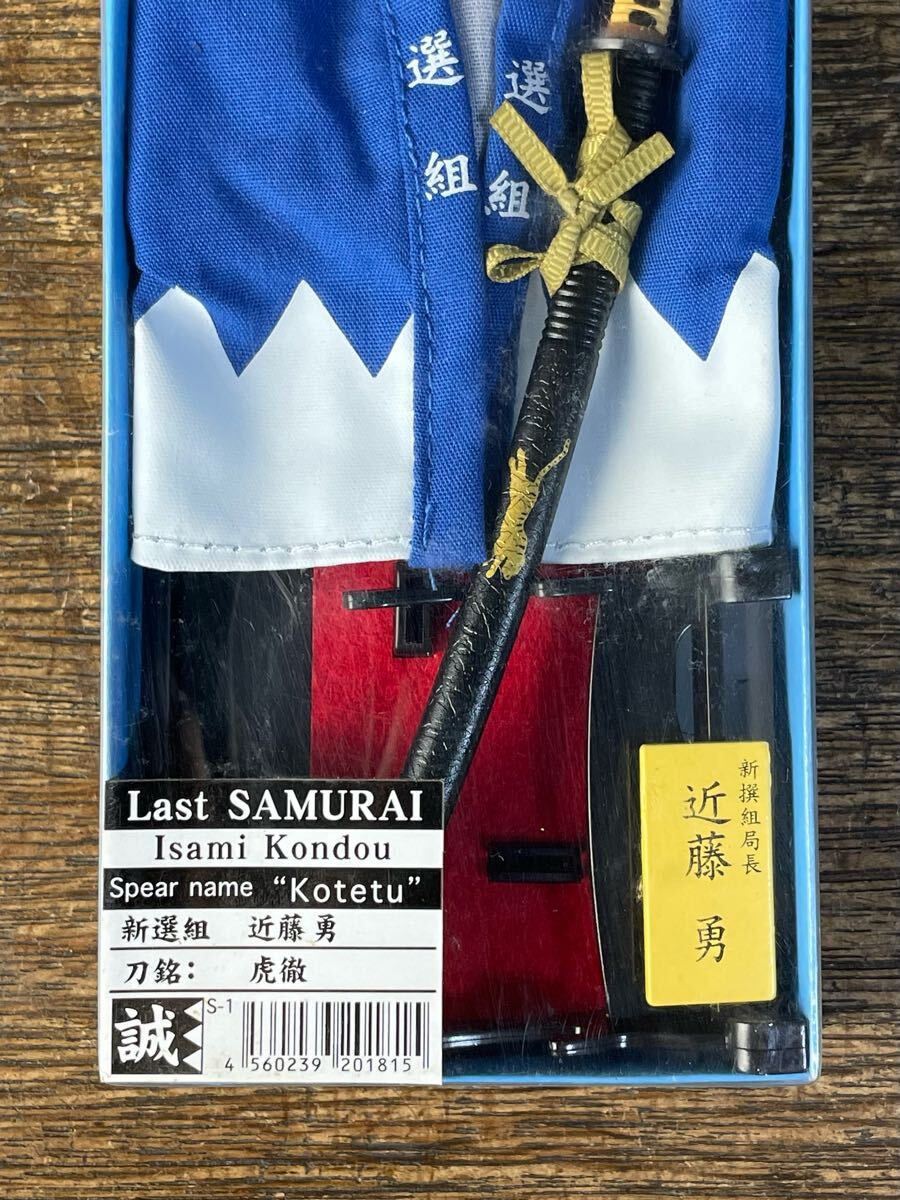 選組
選組
Last SAMURAI
Isami Kondou
Spear name “Kotetu”
新選組 近藤 勇
刀銘： 虎徹
誠
S-1
4 560239 201815
新撰組局長
近藤 勇